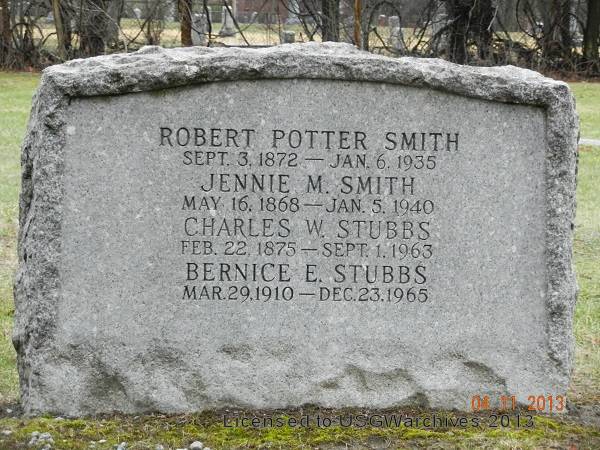 ROBERT POTTER SMITH
SEPT. 3, 1872 — JAN. 6, 1935
JENNIE M. SMITH
MAY 16, 1868 — JAN. 5, 1940
CHARLES W. STUBBS
FEB. 22, 1875 — SEPT. 1, 1963
BERNICE E. STUBBS
MAR. 29, 1910 — DEC. 23, 1965
04 11 2013
Licensed to USGWarchives 2013